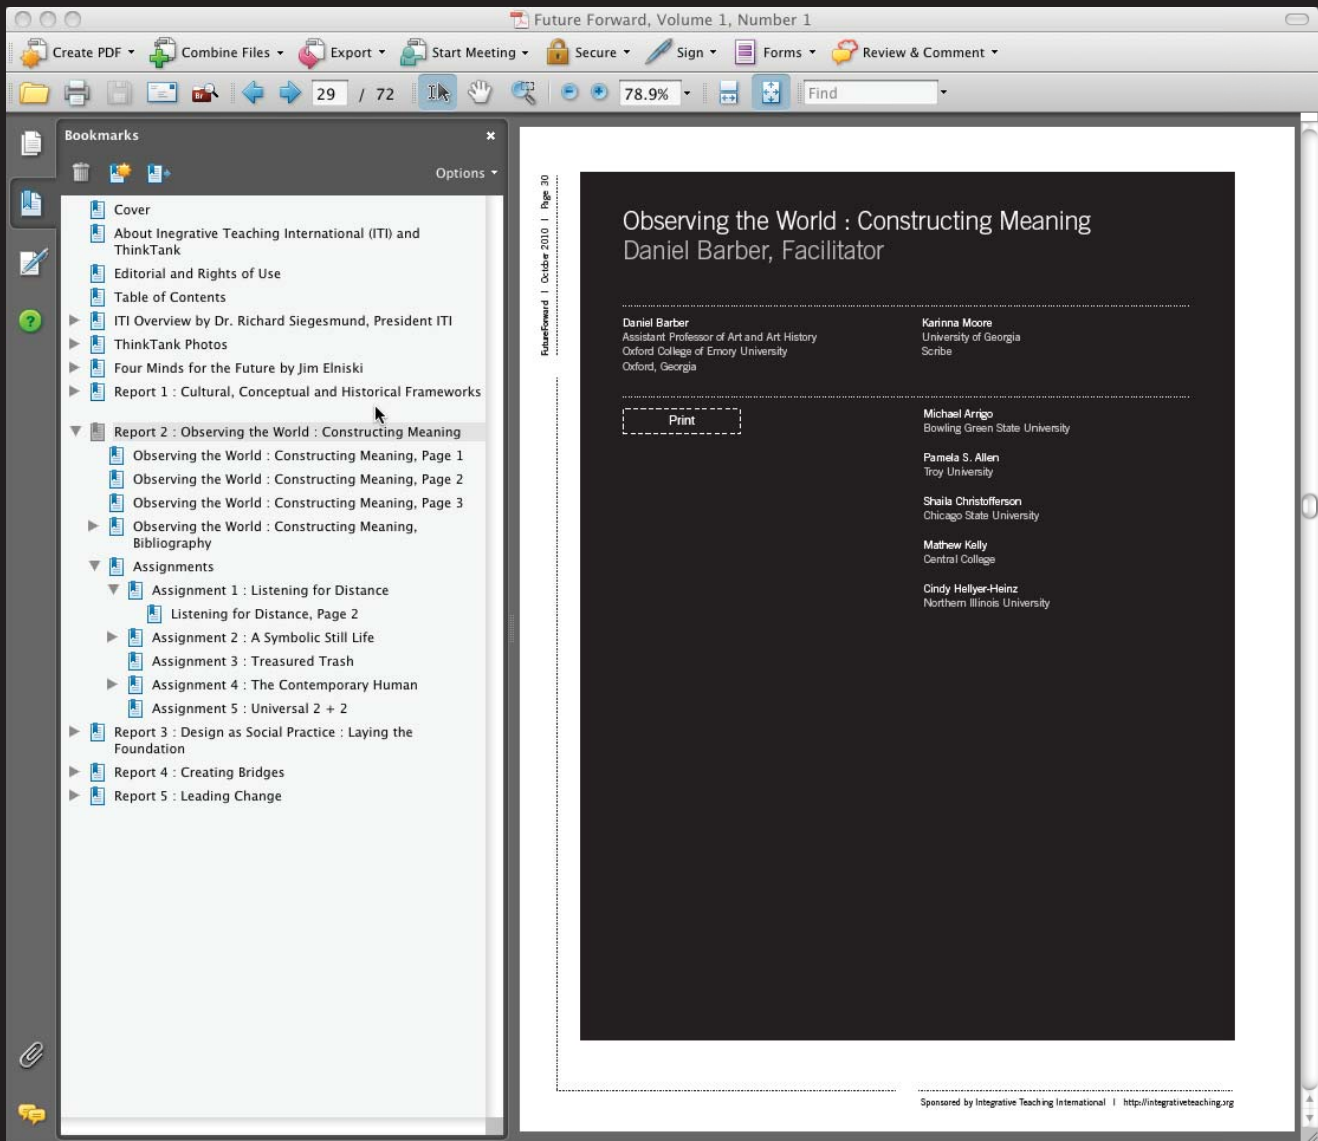 Future Forward, Volume 1, Number 1
Create PDF Combine Files Export Start Meeting Secure Sign Forms Review & Comment
Br 29 / 72 78.9% Find
Bookmarks
Options
Cover
About Inegrative Teaching International (ITI) and
ThinkTank
Editorial and Rights of Use
Table of Contents
ITI Overview by Dr. Richard Siegesmund, President ITI
ThinkTank Photos
Four Minds for the Future by Jim Elniski
Report 1 : Cultural, Conceptual and Historical Frameworks
Report 2 : Observing the World : Constructing Meaning
Observing the World : Constructing Meaning, Page 1
Observing the World : Constructing Meaning, Page 2
Observing the World : Constructing Meaning, Page 3
Observing the World : Constructing Meaning,
Bibliography
Assignments
Assignment 1 : Listening for Distance
Listening for Distance, Page 2
Assignment 2 : A Symbolic Still Life
Assignment 3 : Treasured Trash
Assignment 4 : The Contemporary Human
Assignment 5 : Universal 2 + 2
Report 3 : Design as Social Practice : Laying the
Foundation
Report 4 : Creating Bridges
Report 5 : Leading Change
FutureForward | October 2010 | Page 30
Observing the World : Constructing Meaning
Daniel Barber, Facilitator
Daniel Barber
Assistant Professor of Art and Art History
Oxford College of Emory University
Oxford, Georgia
Karinna Moore
University of Georgia
Scribe
Print
Michael Arrigo
Bowling Green State University
Pamela S. Allen
Troy University
Shaila Christofferson
Chicago State University
Mathew Kelly
Central College
Cindy Hellyer-Heinz
Northern Illinois University
Sponsored by Integrative Teaching International | http://integrativeteaching.org